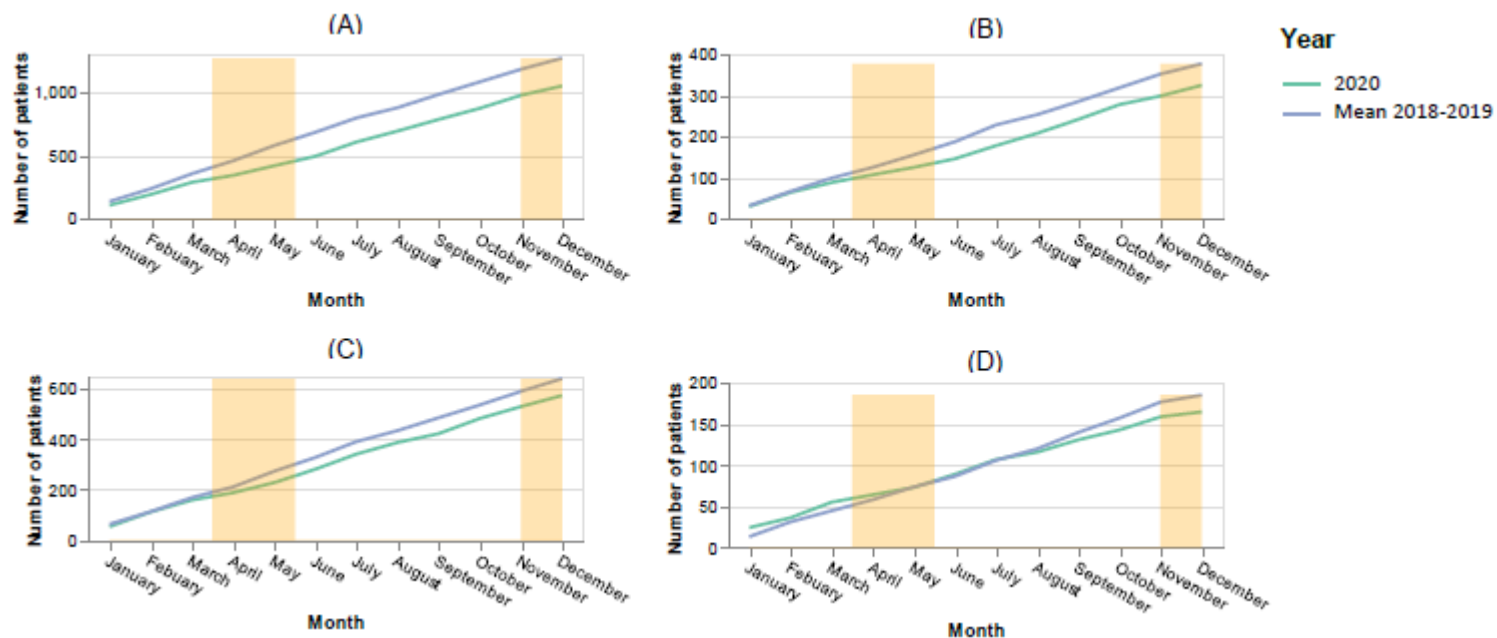 (A)
Number of patients
1,000
500
0
January
Febuary
March
April
May
June
July
August
September
October
November
December
Month
(B)
Number of patients
400
300
200
100
0
January
Febuary
March
April
May
June
July
August
September
October
November
December
Month
Year
2020
Mean 2018-2019
(C)
Number of patients
600
400
200
0
January
Febuary
March
April
May
June
July
August
September
October
November
December
Month
(D)
Number of patients
200
150
100
50
0
January
Febuary
March
April
May
June
July
August
September
October
November
December
Month